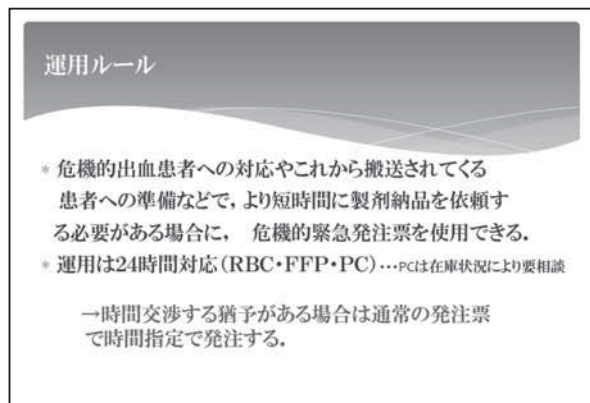 運用ルール
* 危機的出血患者への対応やこれから搬送されてくる
患者への準備などで，より短時間に製剤納品を依頼す
る必要がある場合に， 危機的緊急発注票を使用できる．
* 運用は24時間対応（RBC・FFP・PC）…PCは在庫状況により要相談
→時間交渉する猶予がある場合は通常の発注票
で時間指定で発注する．